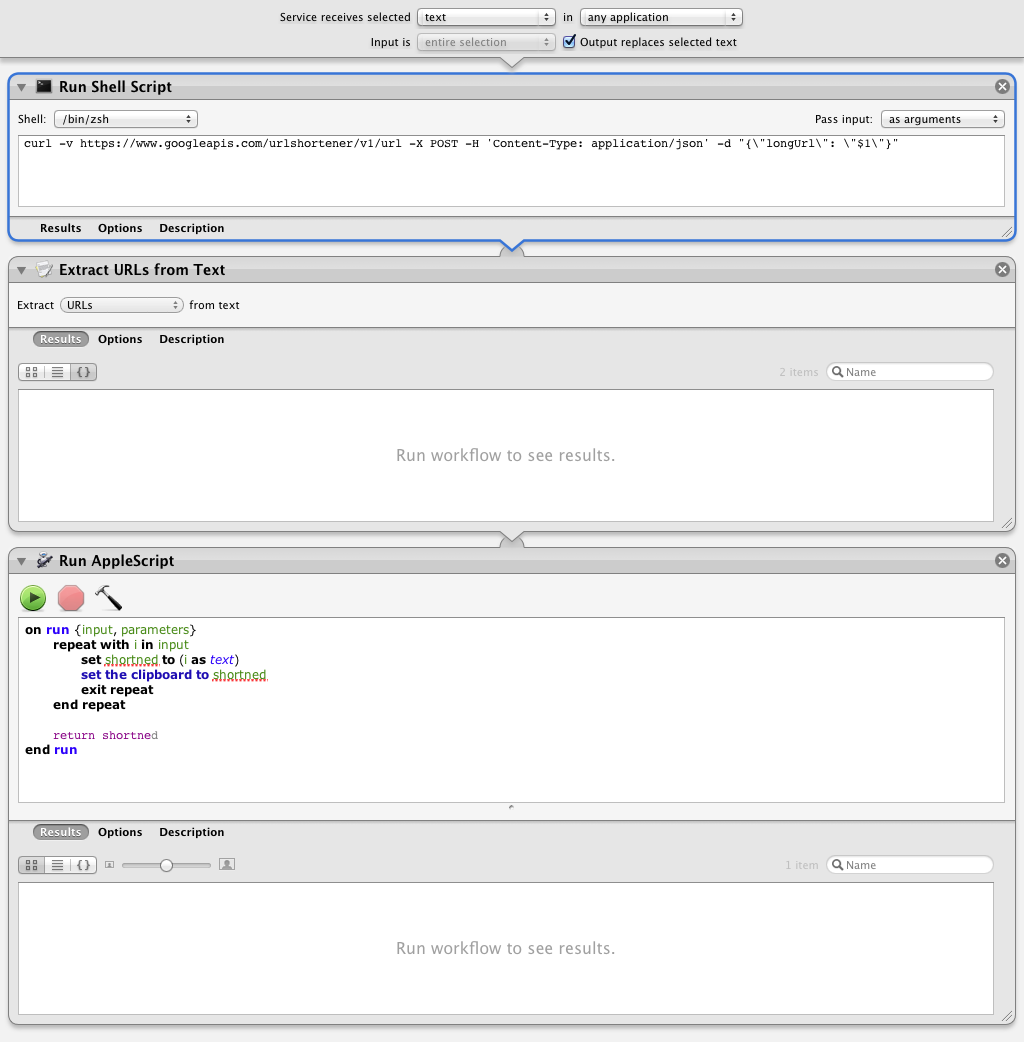 Service receives selected text in any application
Input is entire selection Output replaces selected text
Run Shell Script
Shell: /bin/zsh Pass input: as arguments
curl -v https://www.googleapis.com/urlshortener/v1/url -X POST -H 'Content-Type: application/json' -d "{\"longUrl\": \"$1\"}"
Results Options Description
Extract URLs from Text
Extract URLs from text
Results Options Description
2 items Name
Run workflow to see results.
Run AppleScript
on run {input, parameters}
repeat with i in input
set shortned to (i as text)
set the clipboard to shortned
exit repeat
end repeat
return shortned
end run
Results Options Description
1 item Name
Run workflow to see results.